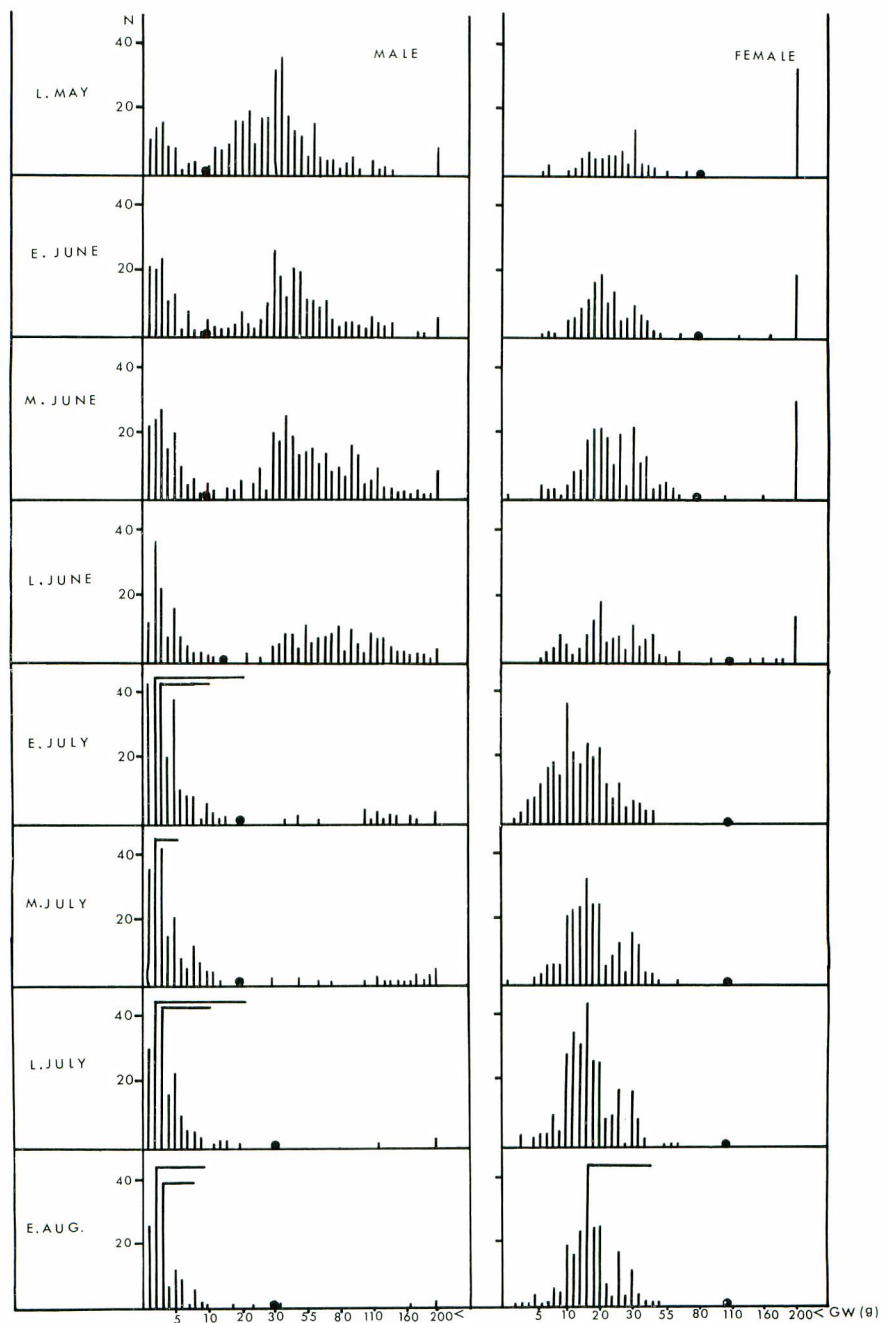 N
MALE
FEMALE
L. MAY
40
20
E. JUNE
40
20
M. JUNE
40
20
L. JUNE
40
20
E. JULY
40
20
M. JULY
40
20
L. JULY
40
20
E. AUG.
40
20
5 10 20 30 55 80 110 200<
5 10 20 30 55 80 110 160 200< GW (g)